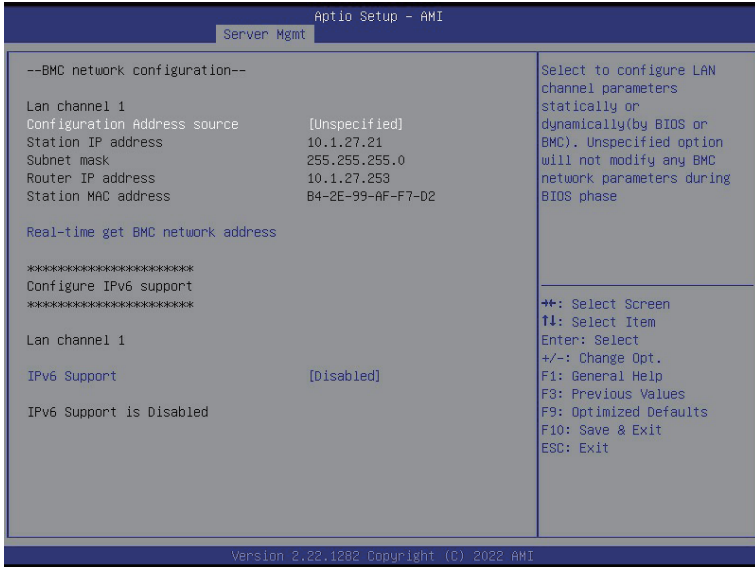 Aptio Setup – AMI
Server Mgmt
--BMC network configuration--
Lan channel 1
Configuration Address source [Unspecified]
Station IP address 10.1.27.21
Subnet mask 255.255.255.0
Router IP address 10.1.27.253
Station MAC address B4-2E-99-AF-F7-D2
Real-time get BMC network address
**********************
Configure IPv6 support
**********************
Lan channel 1
IPv6 Support [Disabled]
IPv6 Support is Disabled
Select to configure LAN
channel parameters
statically or
dynamically(by BIOS or
BMC). Unspecified option
will not modify any BMC
network parameters during
BIOS phase
→←: Select Screen
↑↓: Select Item
Enter: Select
+/-: Change Opt.
F1: General Help
F3: Previous Values
F9: Optimized Defaults
F10: Save & Exit
ESC: Exit
Version 2.22.1282 Copyright (C) 2022 AMI